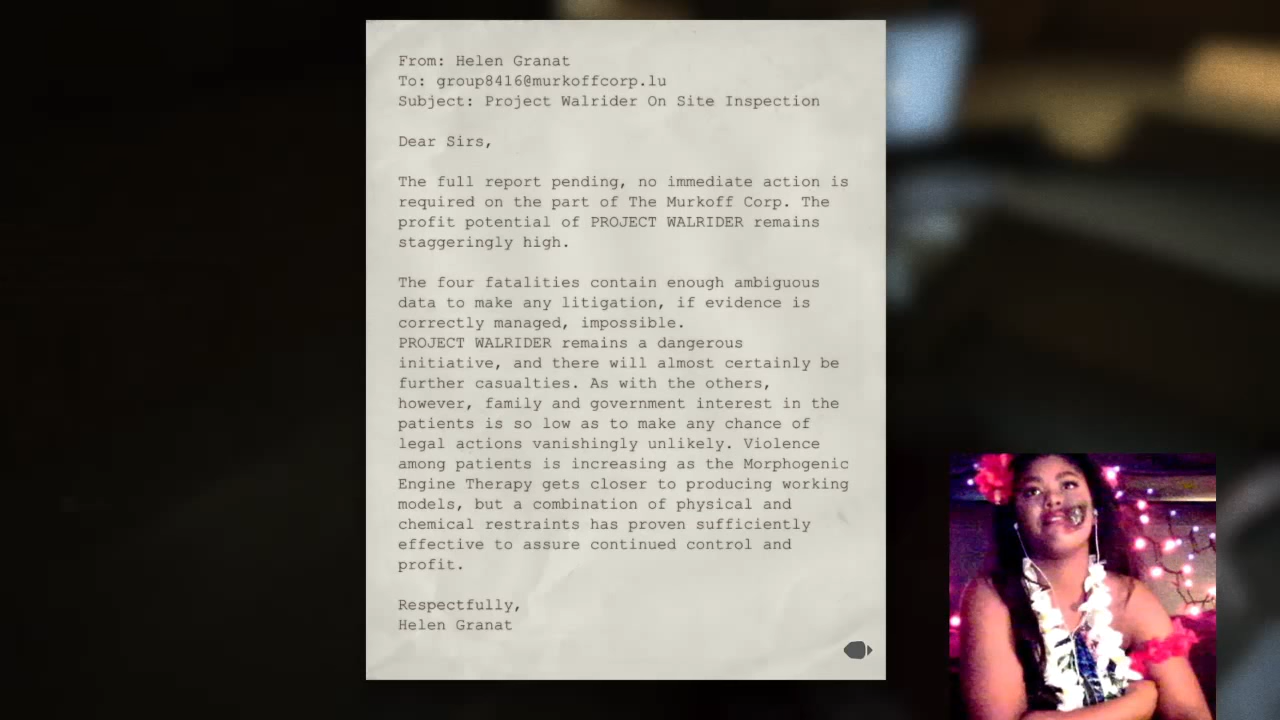 From: Helen Granat
To: group8416@murkoffcorp.lu
Subject: Project Walrider On Site Inspection
Dear Sirs,
The full report pending, no immediate action is
required on the part of The Murkoff Corp. The
profit potential of PROJECT WALRIDER remains
staggeringly high.
The four fatalities contain enough ambiguous
data to make any litigation, if evidence is
correctly managed, impossible.
PROJECT WALRIDER remains a dangerous
initiative, and there will almost certainly be
further casualties. As with the others,
however, family and government interest in the
patients is so low as to make any chance of
legal actions vanishingly unlikely. Violence
among patients is increasing as the Morphogenic
Engine Therapy gets closer to producing working
models, but a combination of physical and
chemical restraints has proven sufficiently
effective to assure continued control and
profit.
Respectfully,
Helen Granat